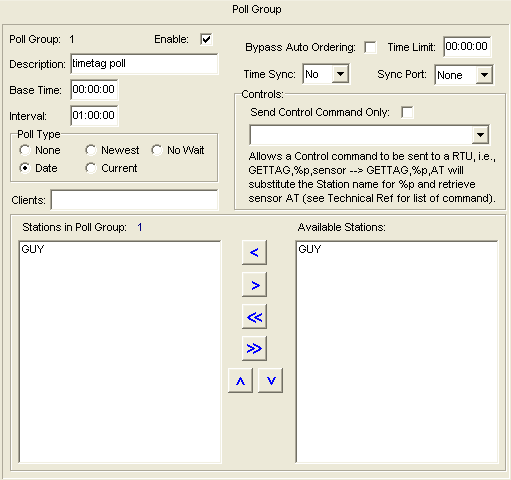 Poll Group
Poll Group: 1 Enable:
Bypass Auto Ordering: Time Limit: 00:00:00
Description: timetag poll
Time Sync: No Sync Port: None
Base Time: 00:00:00
Interval: 01:00:00
Poll Type
None Newest No Wait
Date Current
Clients:
Controls:
Send Control Command Only:
Allows a Control command to be sent to a RTU, i.e.,
GETTAG,%p,sensor --> GETTAG,%p,AT will
substitute the Station name for %p and retrieve
sensor AT (see Technical Ref for list of command).
Stations in Poll Group: 1
GUY
<
>
<<
>>
^ v
Available Stations:
GUY